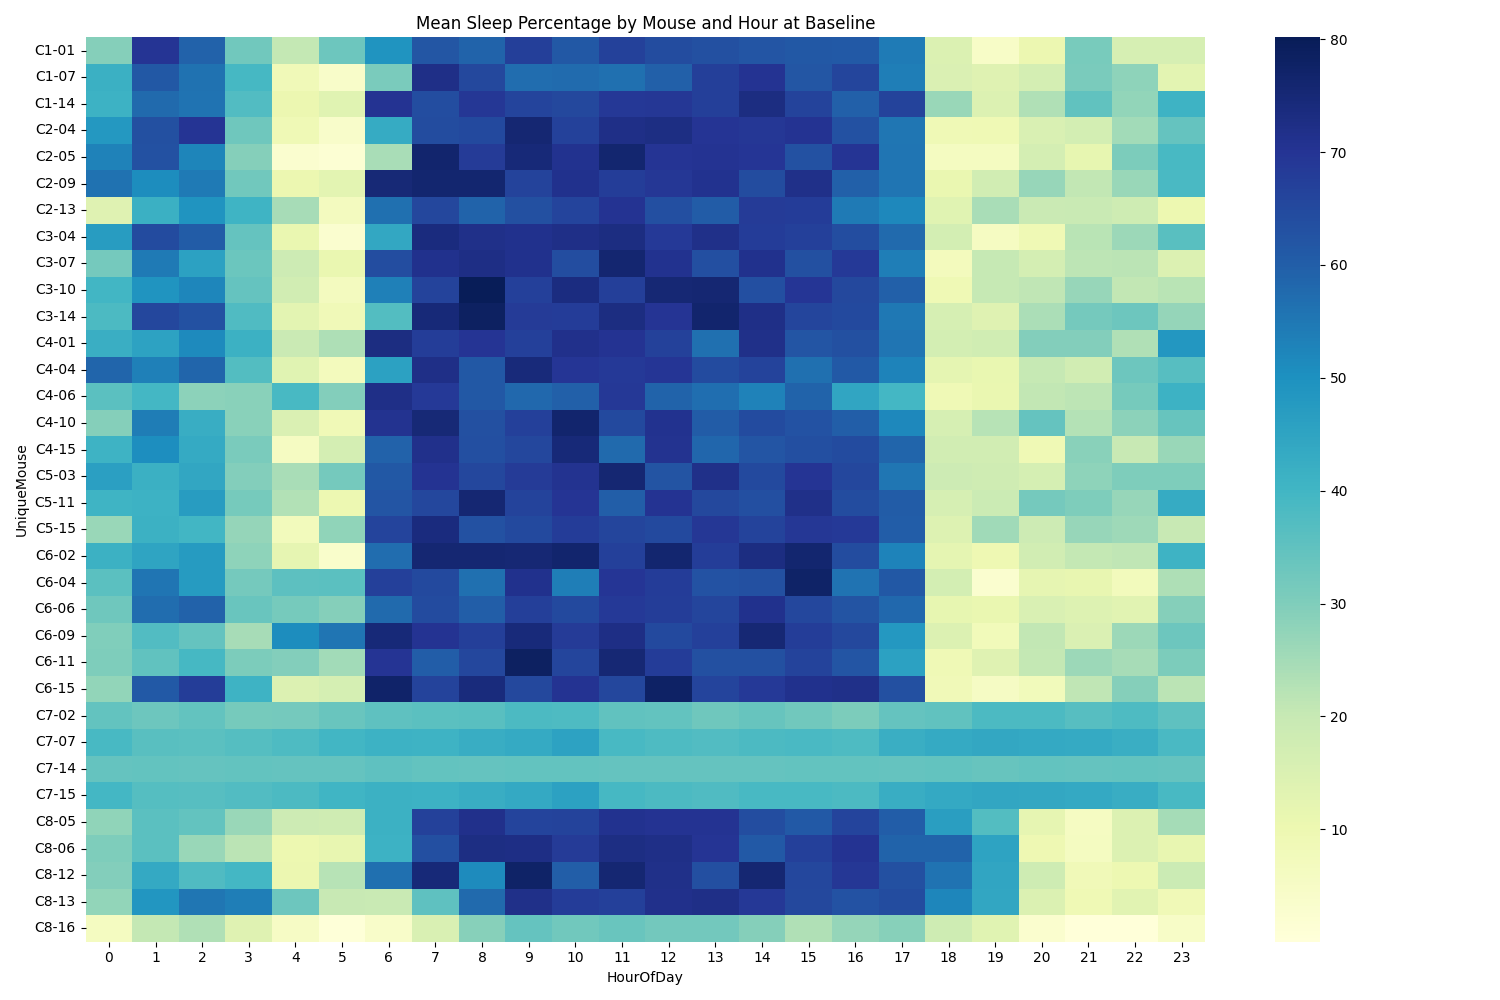 Mean Sleep Percentage by Mouse and Hour at Baseline
UniqueMouse
C1-01
C1-07
C1-14
C2-04
C2-05
C2-09
C2-13
C3-04
C3-07
C3-10
C3-14
C4-01
C4-04
C4-06
C4-10
C4-15
C5-03
C5-11
C5-15
C6-02
C6-04
C6-06
C6-09
C6-11
C6-15
C7-02
C7-07
C7-14
C7-15
C8-05
C8-06
C8-12
C8-13
C8-16
0 1 2 3 4 5 6 7 8 9 10 11 12 13 14 15 16 17 18 19 20 21 22 23
HourOfDay
80
70
60
50
40
30
20
10